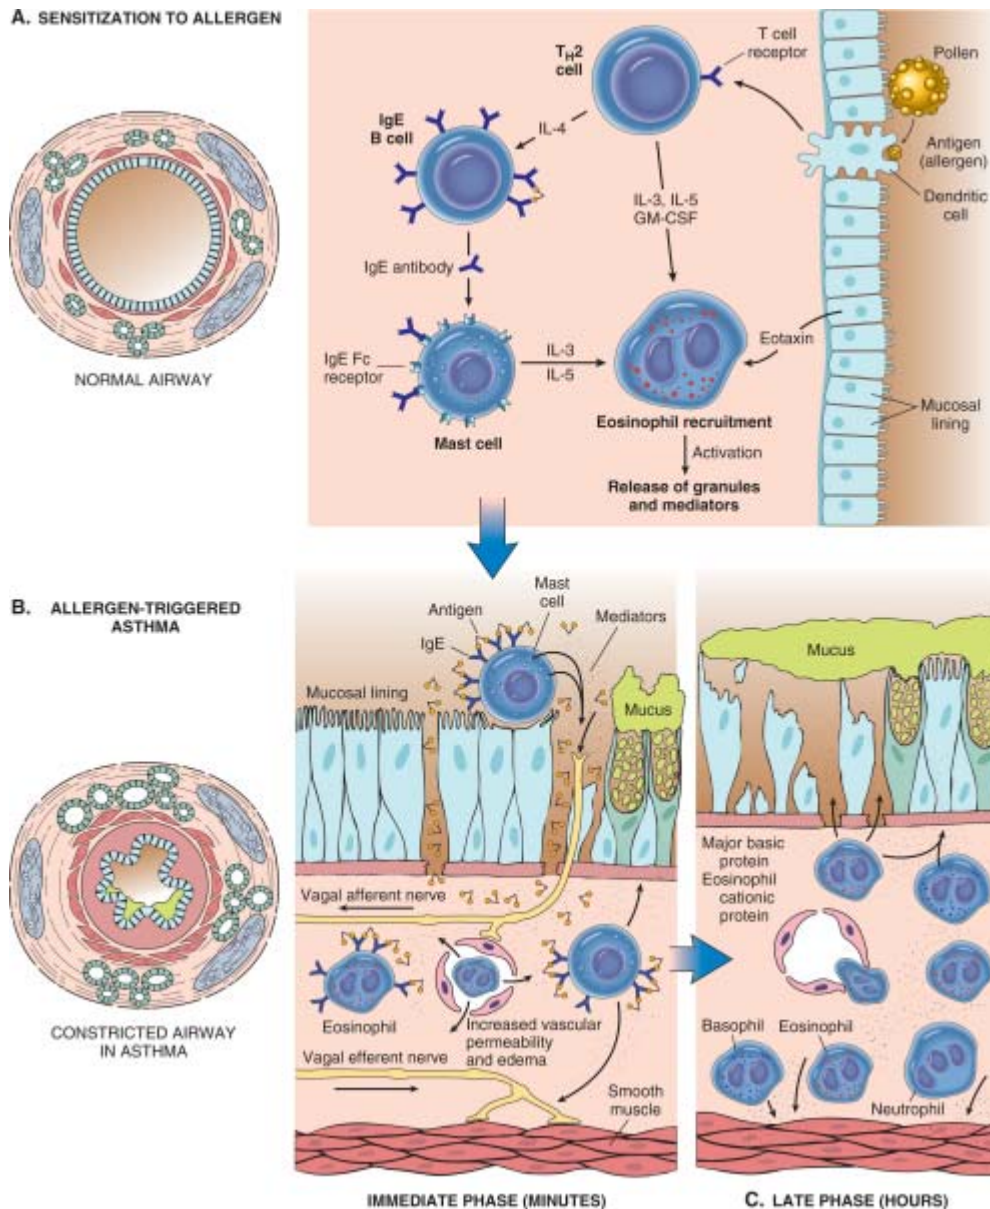 A. SENSITIZATION TO ALLERGEN
NORMAL AIRWAY
TH2
cell
T cell
receptor
Pollen
IgE
B cell
IL-4
Antigen
(allergen)
Dendritic
cell
IL-3, IL-5
GM-CSF
IgE antibody
Eotaxin
IgE Fc
receptor
IL-3
IL-5
Mast cell
Eosinophil recruitment
Mucosal
lining
Activation
Release of granules
and mediators
B. ALLERGEN-TRIGGERED
ASTHMA
CONSTRICTED AIRWAY
IN ASTHMA
Mast
cell
Antigen
IgE
Mediators
Mucosal lining
Mucus
Vagal afferent nerve
Eosinophil
Increased vascular
permeability
and edema
Vagal efferent nerve
Smooth
muscle
IMMEDIATE PHASE (MINUTES)
Mucus
Major basic
protein
Eosinophil
cationic
protein
Basophil
Eosinophil
Neutrophil
C. LATE PHASE (HOURS)